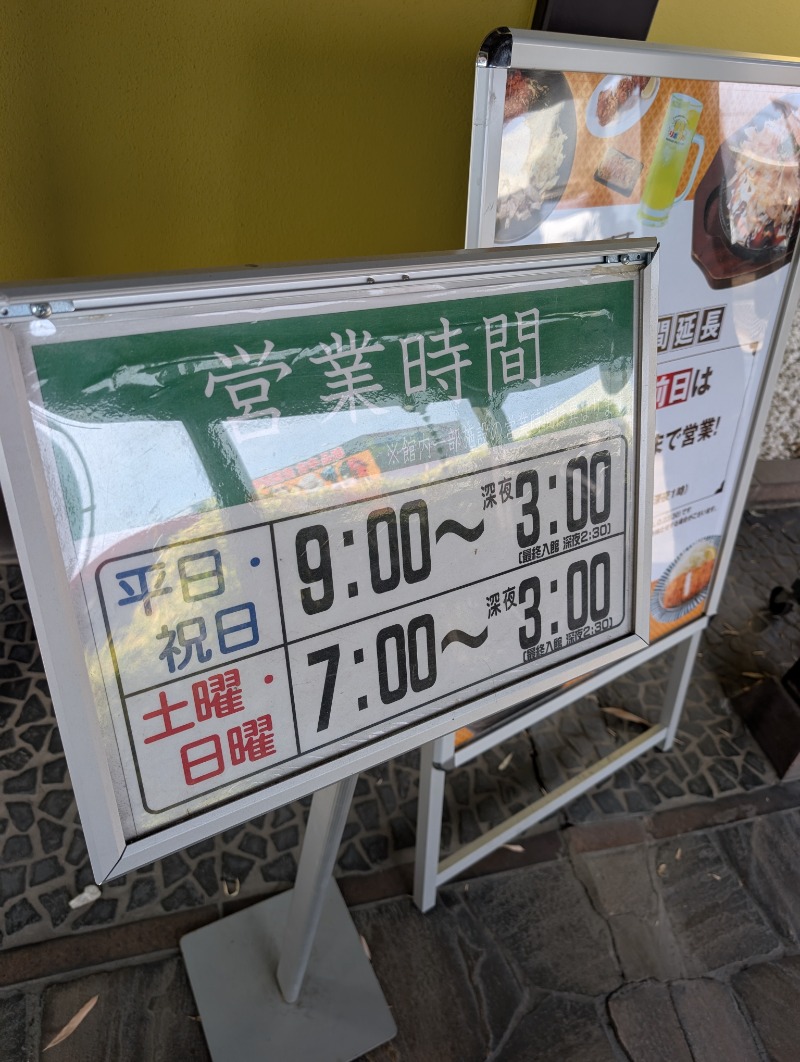 営業時間
平日・
祝日
9:00～深夜3:00
[最終入館 深夜2:30]
土曜・
日曜
7:00～深夜3:00
[最終入館 深夜2:30]
間延長
前日は
まで営業!